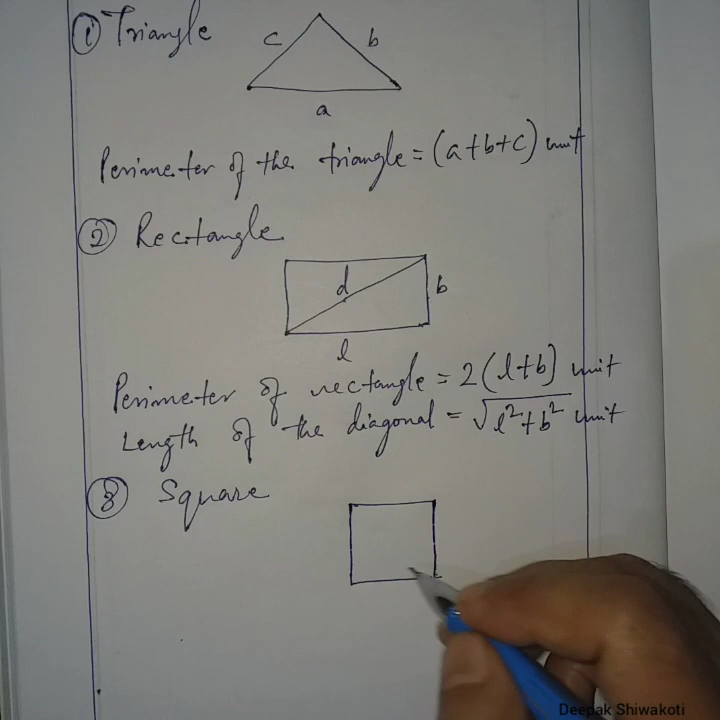 ① Triangle
c
b
a
Perimeter of the triangle = (a+b+c) unit
② Rectangle
d
b
l
Perimeter of rectangle = 2(l+b) unit
Length of the diagonal = √l²+b² unit
③ Square
Deepak Shiwakoti